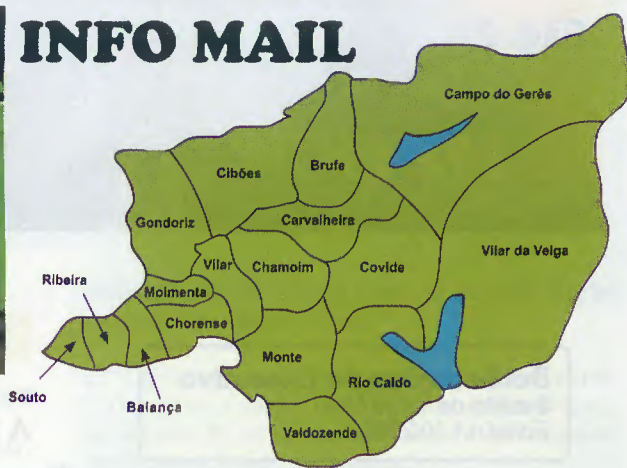 INFO MAIL
Campo do Gerês
Cibões
Brufe
Gondoriz
Carvalheira
Vilar da Veiga
Vilar
Chamoim
Covide
Ribeira
Moimenta
Chorense
Monte
Rio Caldo
Souto
Balança
Valdozende